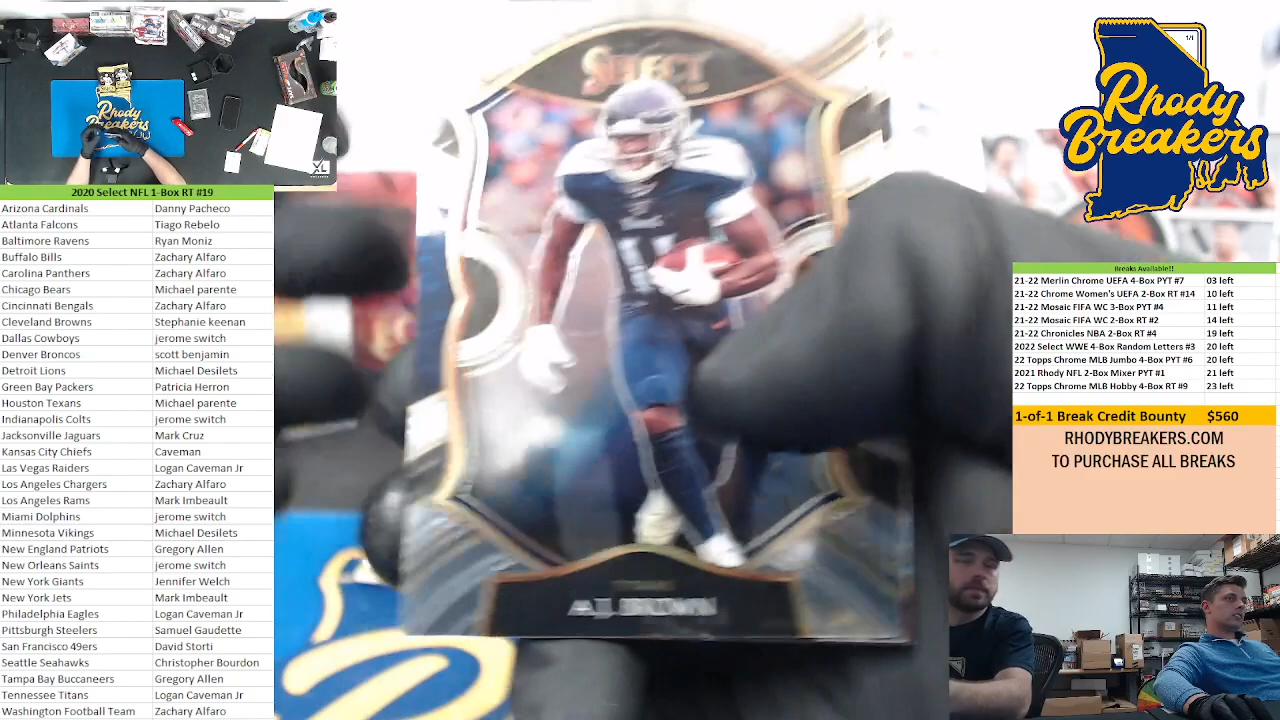 Rhody
Breakers
XL
2020 Select NFL 1-Box RT #19
Arizona Cardinals Danny Pacheco
Atlanta Falcons Tiago Rebelo
Baltimore Ravens Ryan Moniz
Buffalo Bills Zachary Alfaro
Carolina Panthers Zachary Alfaro
Chicago Bears Michael parente
Cincinnati Bengals Zachary Alfaro
Cleveland Browns Stephanie keenan
Dallas Cowboys jerome switch
Denver Broncos scott benjamin
Detroit Lions Michael Desilets
Green Bay Packers Patricia Herron
Houston Texans Michael parente
Indianapolis Colts jerome switch
Jacksonville Jaguars Mark Cruz
Kansas City Chiefs Caveman
Las Vegas Raiders Logan Caveman Jr
Los Angeles Chargers Zachary Alfaro
Los Angeles Rams Mark Imbeault
Miami Dolphins jerome switch
Minnesota Vikings Michael Desilets
New England Patriots Gregory Allen
New Orleans Saints jerome switch
New York Giants Jennifer Welch
New York Jets Mark Imbeault
Philadelphia Eagles Logan Caveman Jr
Pittsburgh Steelers Samuel Gaudette
San Francisco 49ers David Storti
Seattle Seahawks Christopher Bourdon
Tampa Bay Buccaneers Gregory Allen
Tennessee Titans Logan Caveman Jr
Washington Football Team Zachary Alfaro
SELECT
11
A.J. BROWN
1/1
Rhody
Breakers
Breaks Available!!
21-22 Merlin Chrome UEFA 4-Box PYT #7 03 left
21-22 Chrome Women's UEFA 2-Box RT #14 10 left
21-22 Mosaic FIFA WC 3-Box PYT #4 11 left
21-22 Mosaic FIFA WC 2-Box RT #2 14 left
21-22 Chronicles NBA 2-Box RT #4 19 left
2022 Select WWE 4-Box Random Letters #3 20 left
22 Topps Chrome MLB Jumbo 4-Box PYT #6 20 left
2021 Rhody NFL 2-Box Mixer PYT #1 21 left
22 Topps Chrome MLB Hobby 4-Box RT #9 23 left
1-of-1 Break Credit Bounty $560
RHODYBREAKERS.COM
TO PURCHASE ALL BREAKS